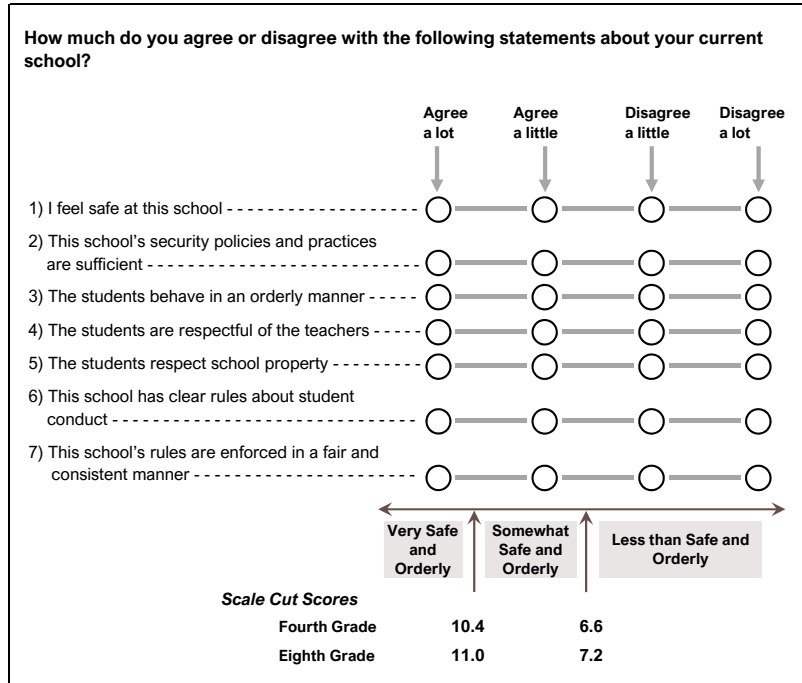 How much do you agree or disagree with the following statements about your current
school?
Agree a lot
Agree a little
Disagree a little
Disagree a lot
1) I feel safe at this school
2) This school's security policies and practices
are sufficient
3) The students behave in an orderly manner
4) The students are respectful of the teachers
5) The students respect school property
6) This school has clear rules about student
conduct
7) This school's rules are enforced in a fair and
consistent manner
Very Safe
and
Orderly
Somewhat
Safe and
Orderly
Less than Safe and
Orderly
Scale Cut Scores
Fourth Grade 10.4 6.6
Eighth Grade 11.0 7.2